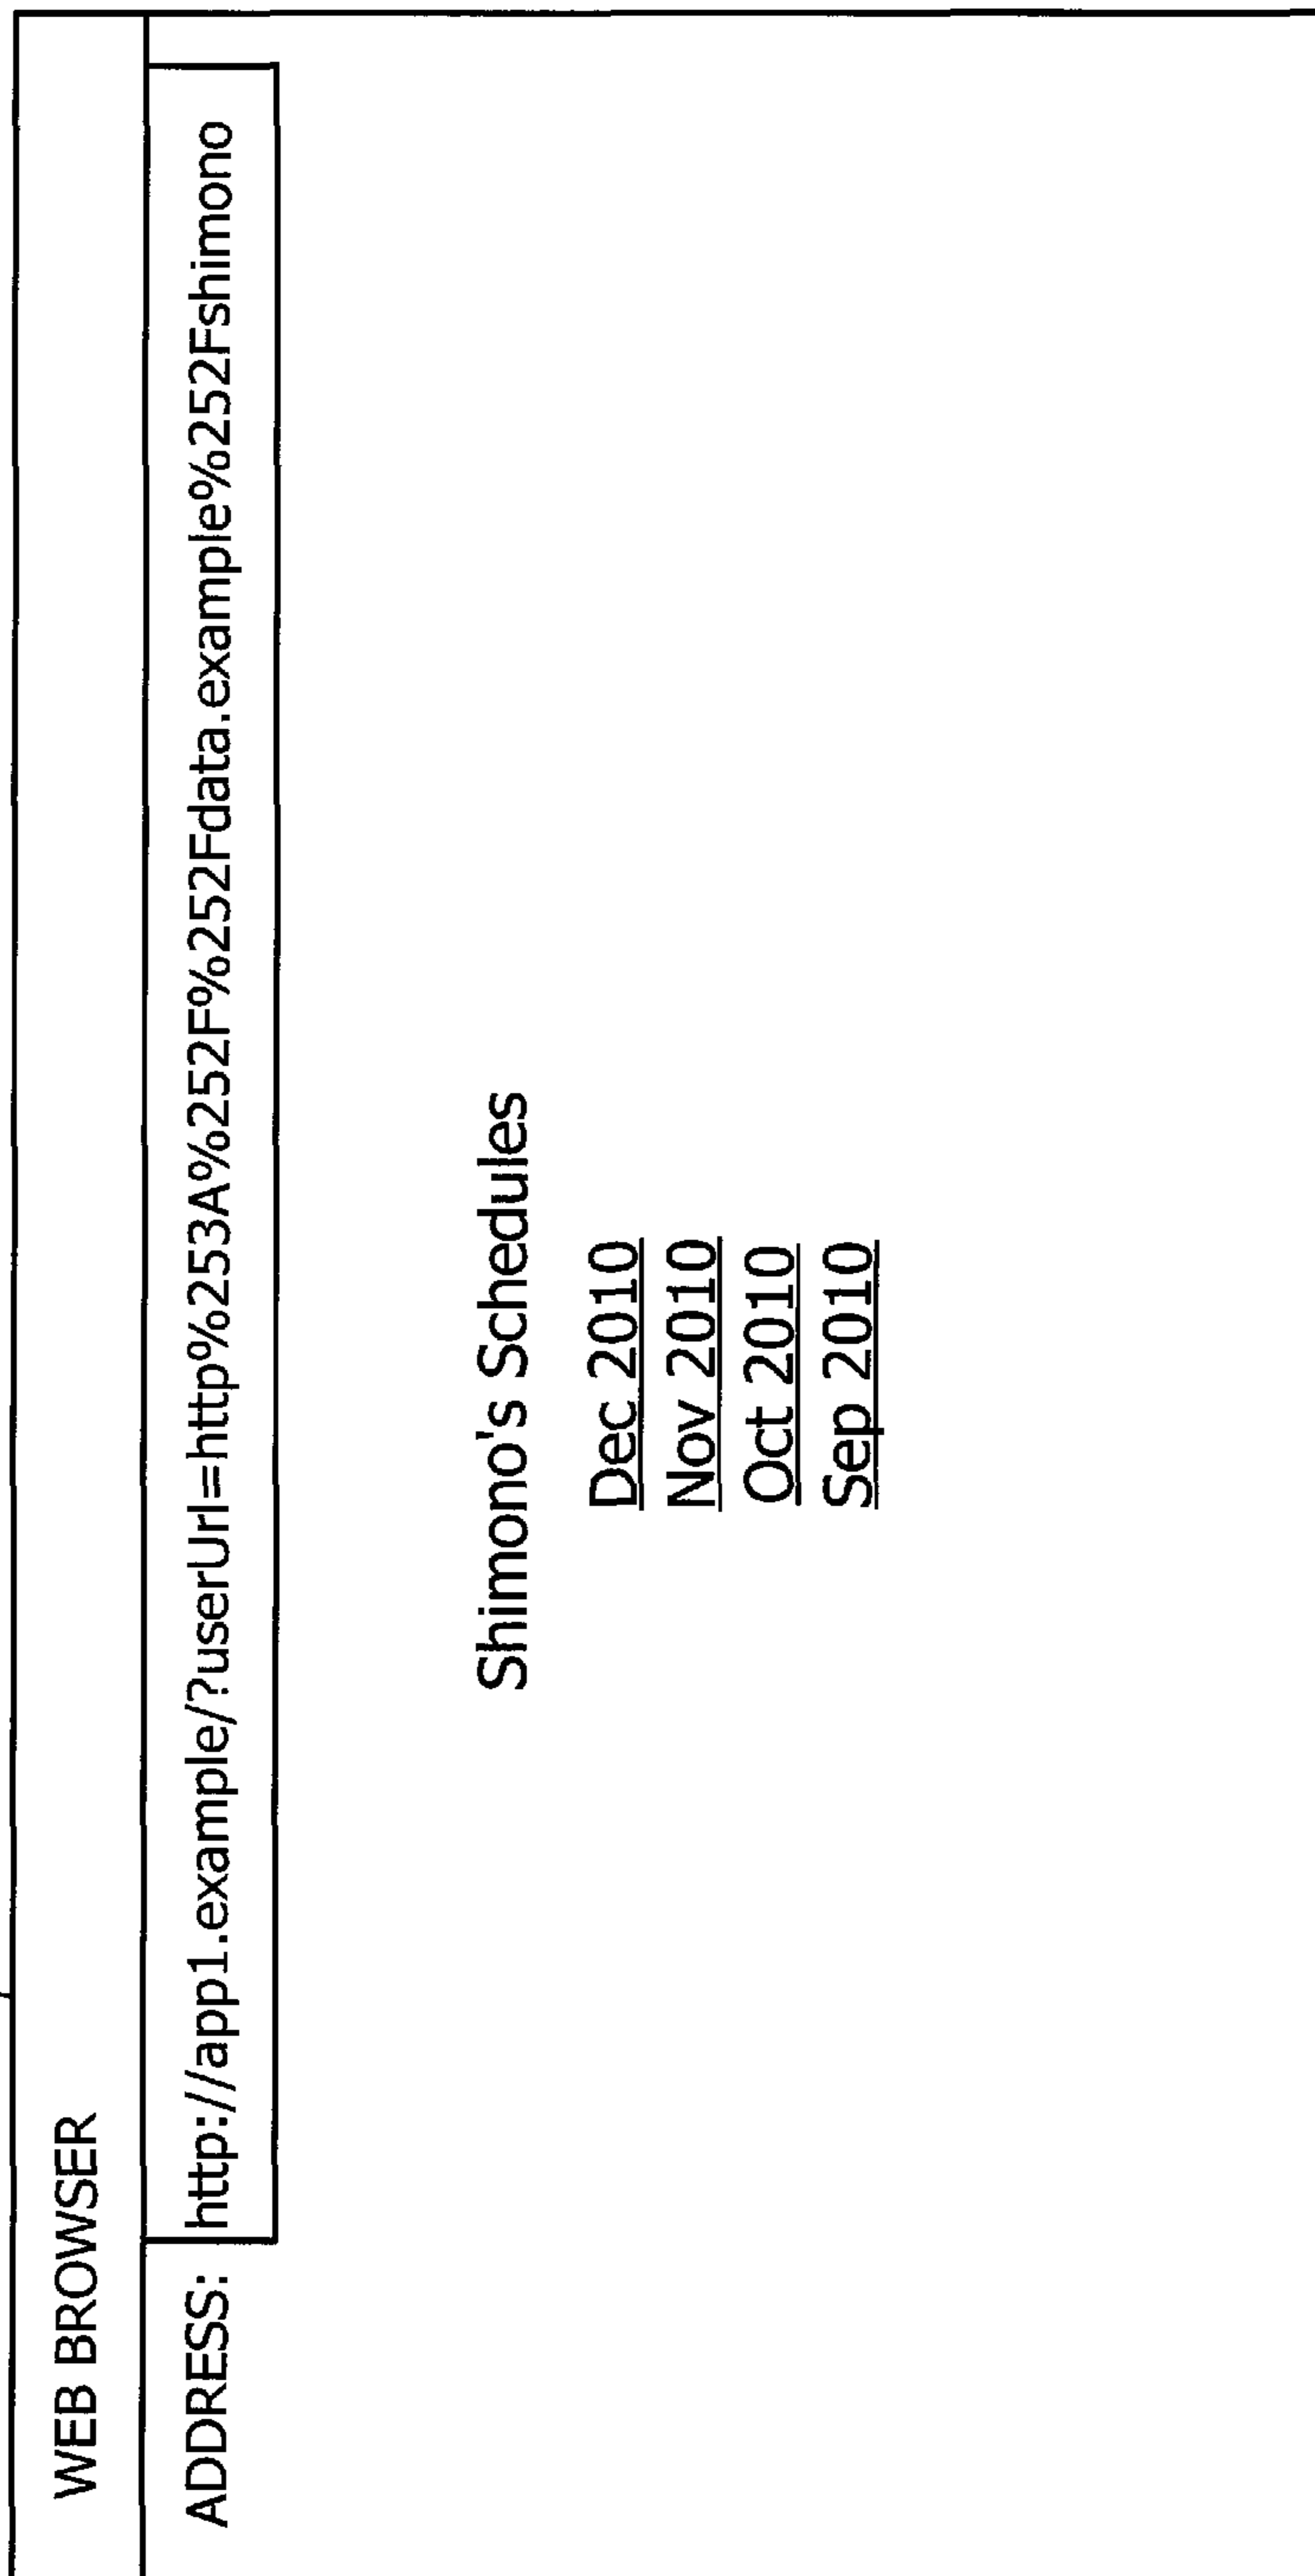 WEB BROWSER
ADDRESS: http://app1.example/?userUrl=http%253A%252F%252Fdata.example%252Fshimono
Shimono's Schedules
Dec 2010
Nov 2010
Oct 2010
Sep 2010